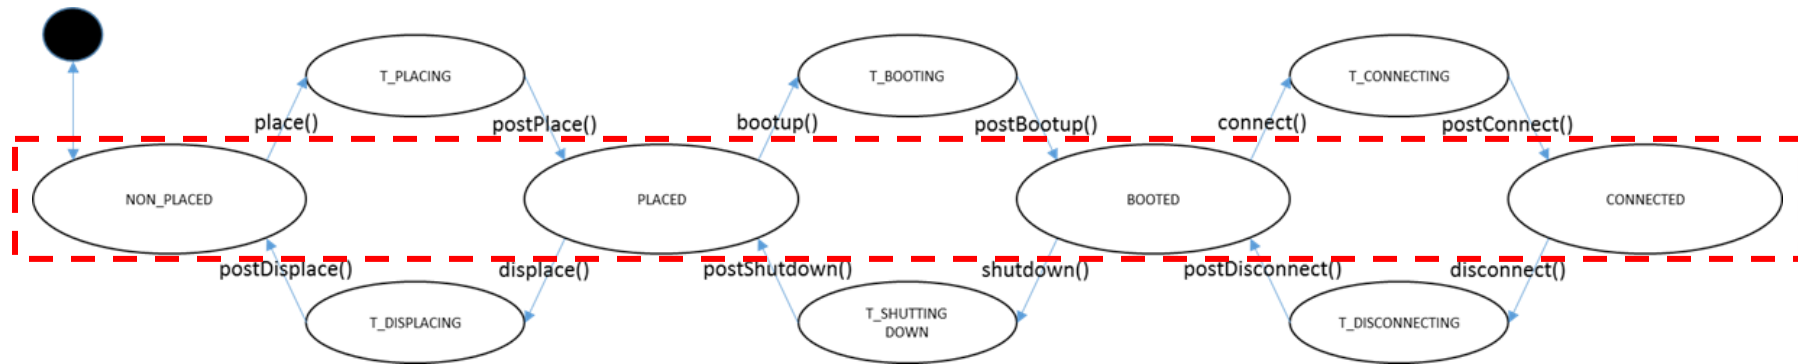 T_PLACING
T_BOOTING
T_CONNECTING
place()
postPlace()
bootup()
postBootup()
connect()
postConnect()
NON_PLACED
PLACED
BOOTED
CONNECTED
postDisplace()
displace()
postShutdown()
shutdown()
postDisconnect()
disconnect()
T_DISPLACING
T_SHUTTING
DOWN
T_DISCONNECTING